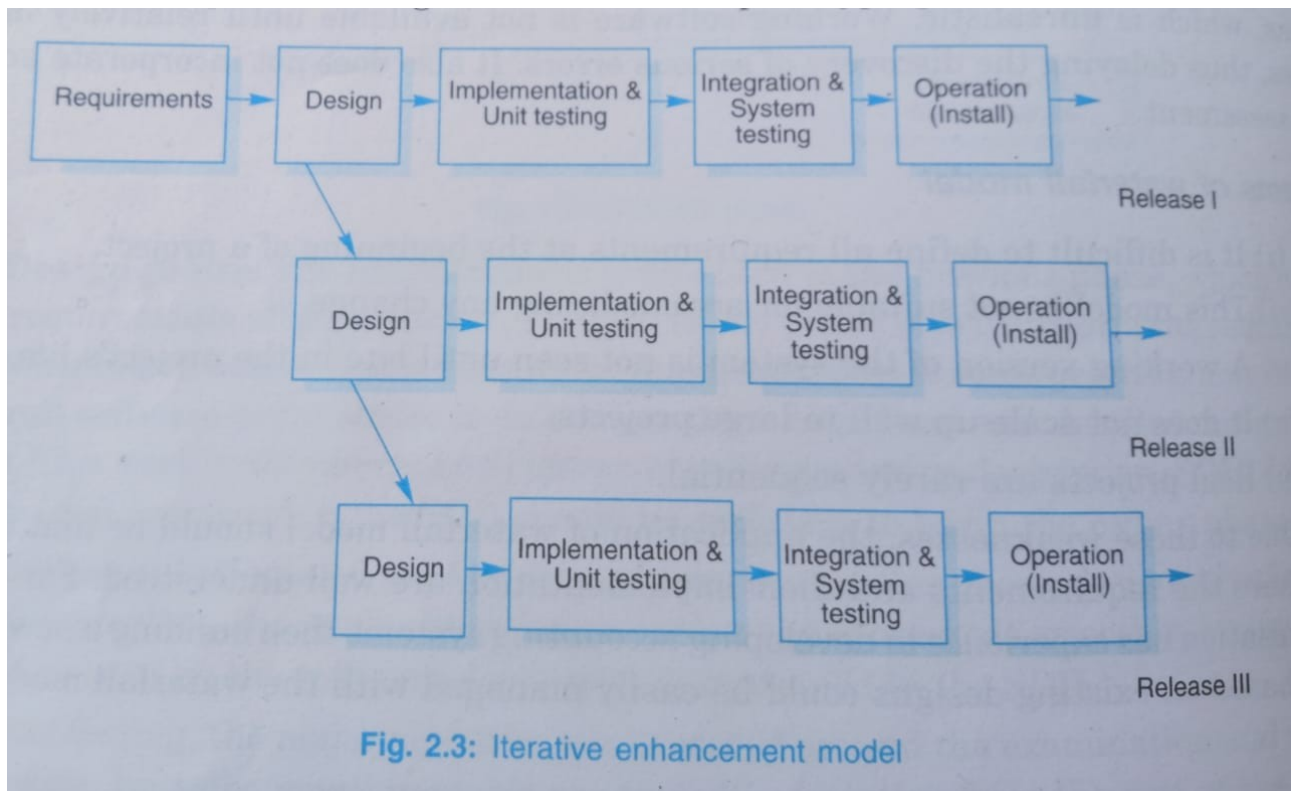 Requirements
Design
Implementation &
Unit testing
Integration &
System
testing
Operation
(Install)
Release I
Design
Implementation &
Unit testing
Integration &
System
testing
Operation
(Install)
Release II
Design
Implementation &
Unit testing
Integration &
System
testing
Operation
(Install)
Release III
Fig. 2.3: Iterative enhancement model